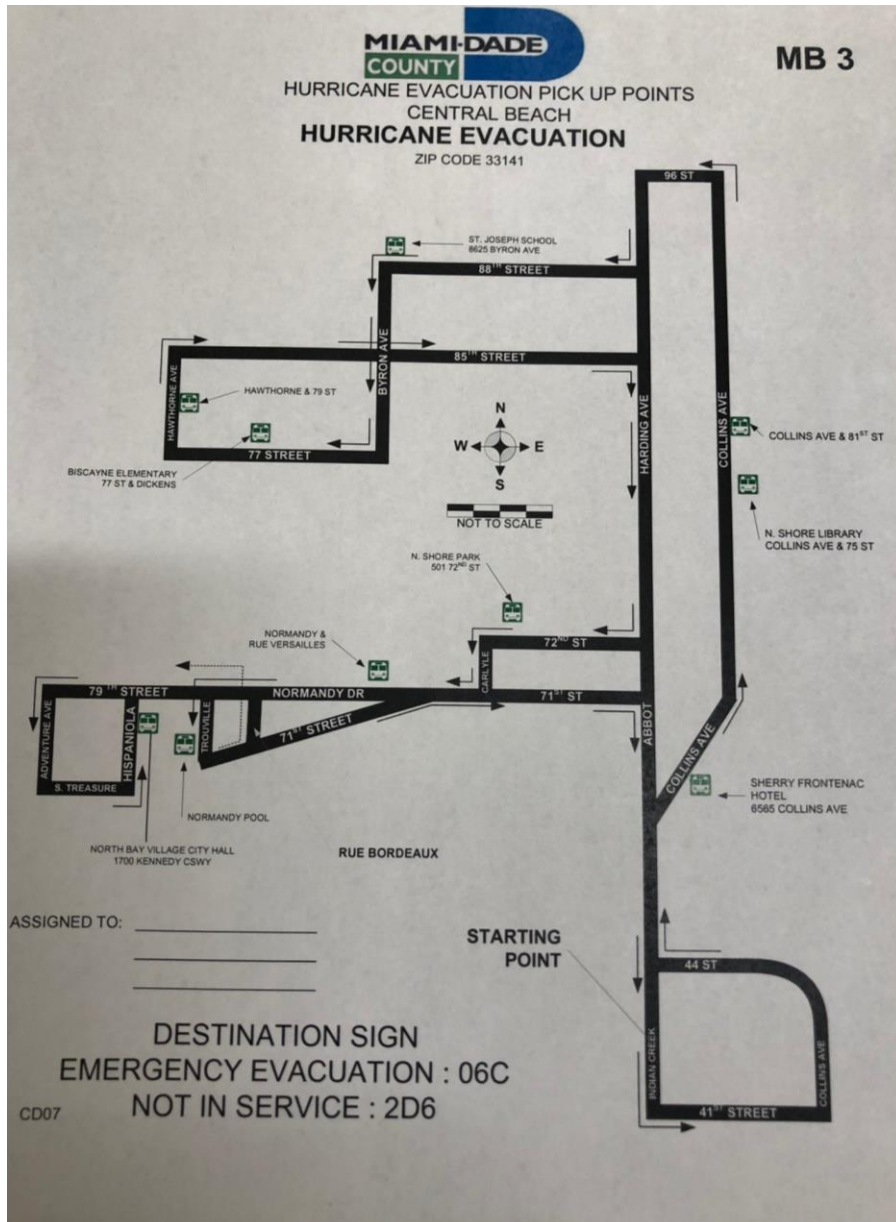 MIAMI-DADE
COUNTY
MB 3
HURRICANE EVACUATION PICK UP POINTS
CENTRAL BEACH
HURRICANE EVACUATION
ZIP CODE 33141
96 ST
ST. JOSEPH SCHOOL
8625 BYRON AVE
88TH STREET
BYRON AVE
85TH STREET
HAWTHORNE AVE
HAWTHORNE & 79 ST
HARDING AVE
COLLINS AVE
N
W E
S
COLLINS AVE & 81ST ST
77 STREET
BISCAYNE ELEMENTARY
77 ST & DICKENS
NOT TO SCALE
N. SHORE LIBRARY
COLLINS AVE & 75 ST
N. SHORE PARK
501 72ND ST
NORMANDY &
RUE VERSAILLES
72ND ST
CARLYLE
79 TH STREET
NORMANDY DR
71ST ST
ADVENTURE AVE
HISPANIOLA
TROUVILLE
71ST STREET
ABBOT
COLLINS AVE
S. TREASURE
NORMANDY POOL
SHERRY FRONTENAC
HOTEL
6565 COLLINS AVE
NORTH BAY VILLAGE CITY HALL
1700 KENNEDY CSWY
RUE BORDEAUX
ASSIGNED TO:
STARTING
POINT
44 ST
INDIAN CREEK
COLLINS AVE
41ST STREET
DESTINATION SIGN
EMERGENCY EVACUATION : 06C
NOT IN SERVICE : 2D6
CD07